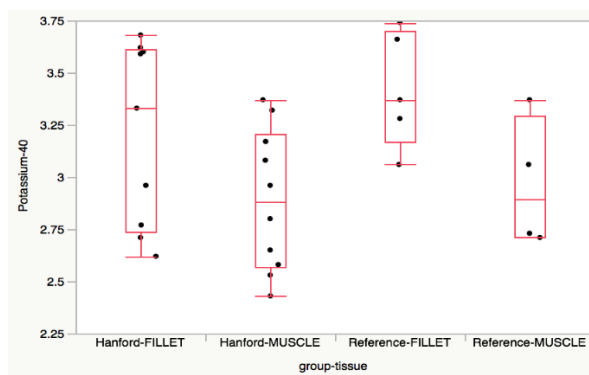 Potassium-40
3.75
3.5
3.25
3
2.75
2.5
2.25
Hanford-FILLET
Hanford-MUSCLE
Reference-FILLET
Reference-MUSCLE
group-tissue